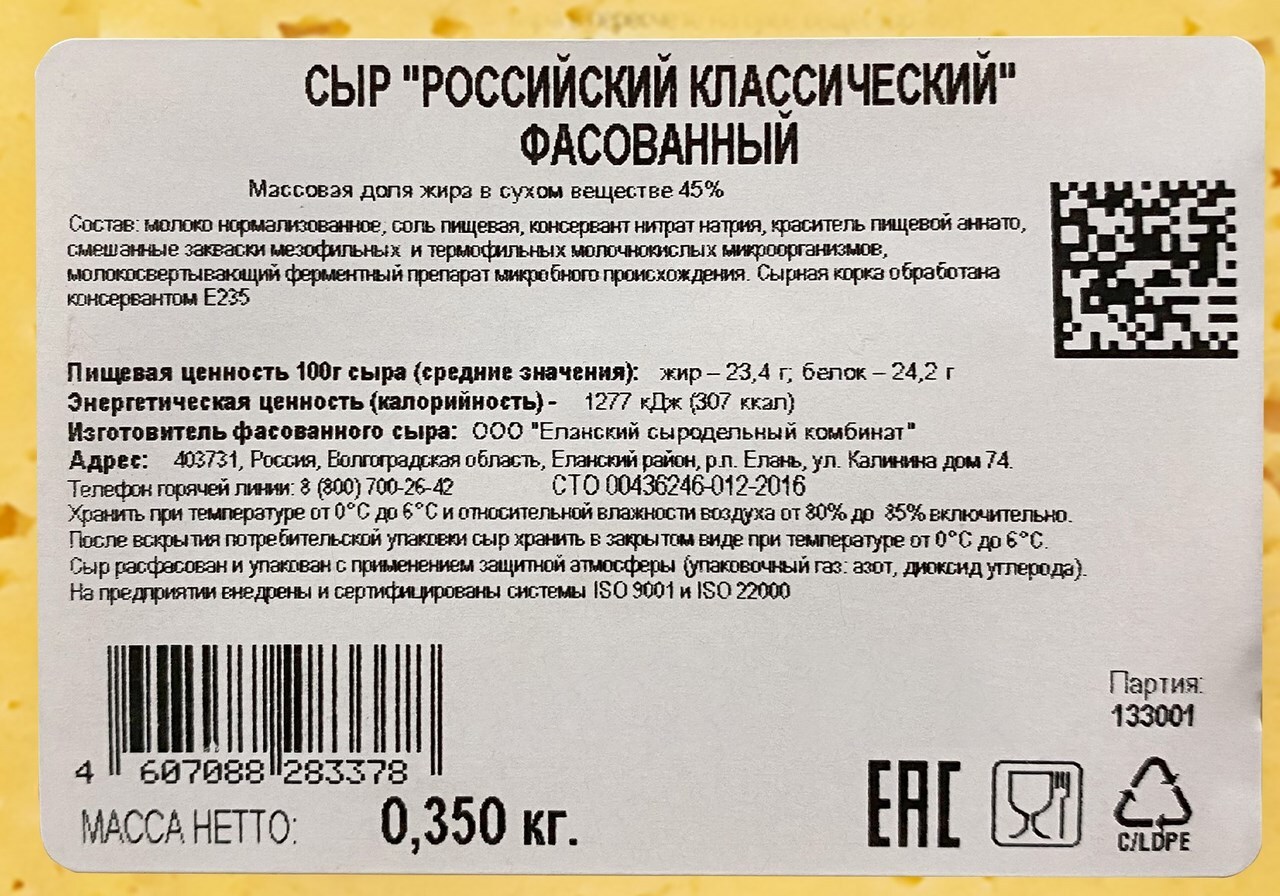 СЫР "РОССИЙСКИЙ КЛАССИЧЕСКИЙ"
ФАСОВАННЫЙ
Массовая доля жира в сухом веществе 45%
Состав: молоко нормализованное, соль пищевая, консервант нитрат натрия, краситель пищевой аннато,
смешанные закваски мезофильных и термофильных молочнокислых микроорганизмов,
молокосвертывающий ферментный препарат микробного происхождения. Сырная корка обработана
консервантом Е235
Пищевая ценность 100г сыра (средние значения): жир – 23,4 г; белок – 24,2 г
Энергетическая ценность (калорийность) - 1277 кДж (307 ккал)
Изготовитель фасованного сыра: ООО "Еланский сыродельный комбинат"
Адрес: 403731, Россия, Волгоградская область, Еланский район, р.п. Елань, ул. Калинина дом 74.
Телефон горячей линии: 8 (800) 700-26-42 СТО 00436246-012-2016
Хранить при температуре от 0°С до 6°С и относительной влажности воздуха от 80% до 85% включительно.
После вскрытия потребительской упаковки сыр хранить в закрытом виде при температуре от 0°С до 6°С.
Сыр расфасован и упакован с применением защитной атмосферы (упаковочный газ: азот, диоксид углерода).
На предприятии внедрены и сертифицированы системы ISO 9001 и ISO 22000
Партия:
133001
4 607088 283378
МАССА НЕТТО: 0,350 кг.
EAC
C/LDPE